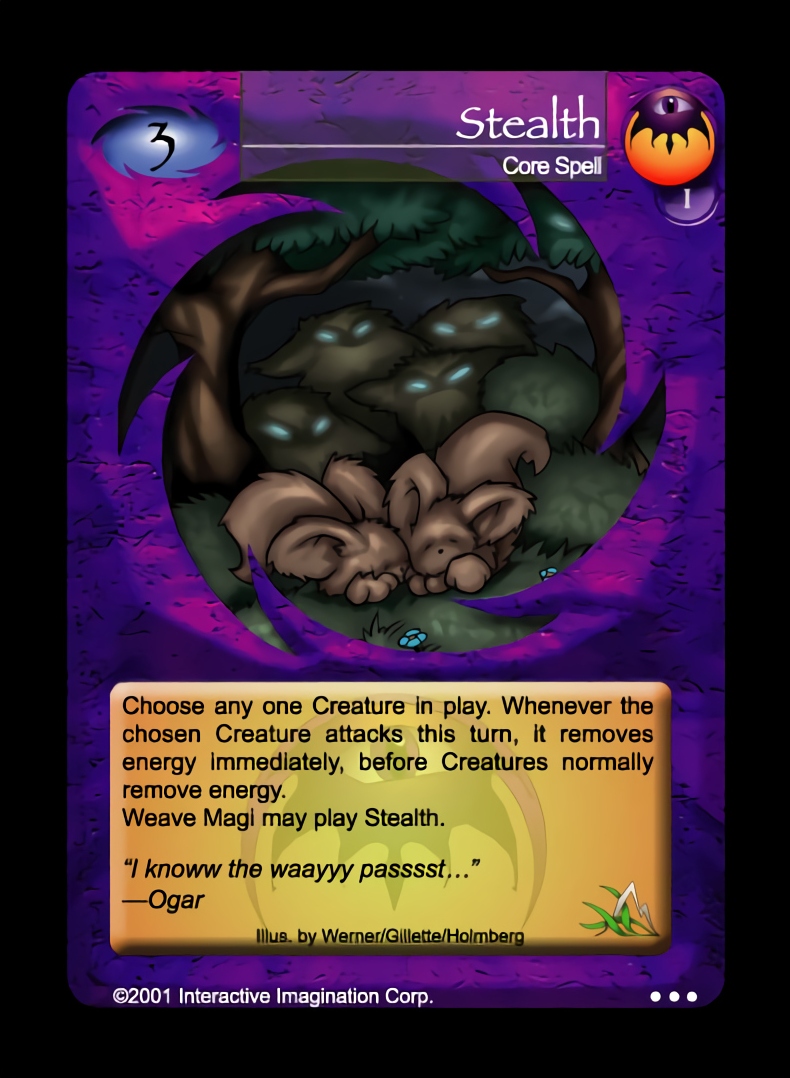 3
Stealth
Core Spell
I
Choose any one Creature in play. Whenever the
chosen Creature attacks this turn, it removes
energy immediately, before Creatures normally
remove energy.
Weave Magi may play Stealth.
“I knoww the waayyy passsst…”
—Ogar
Illus. by Werner/Gillette/Holmberg
©2001 Interactive Imagination Corp.